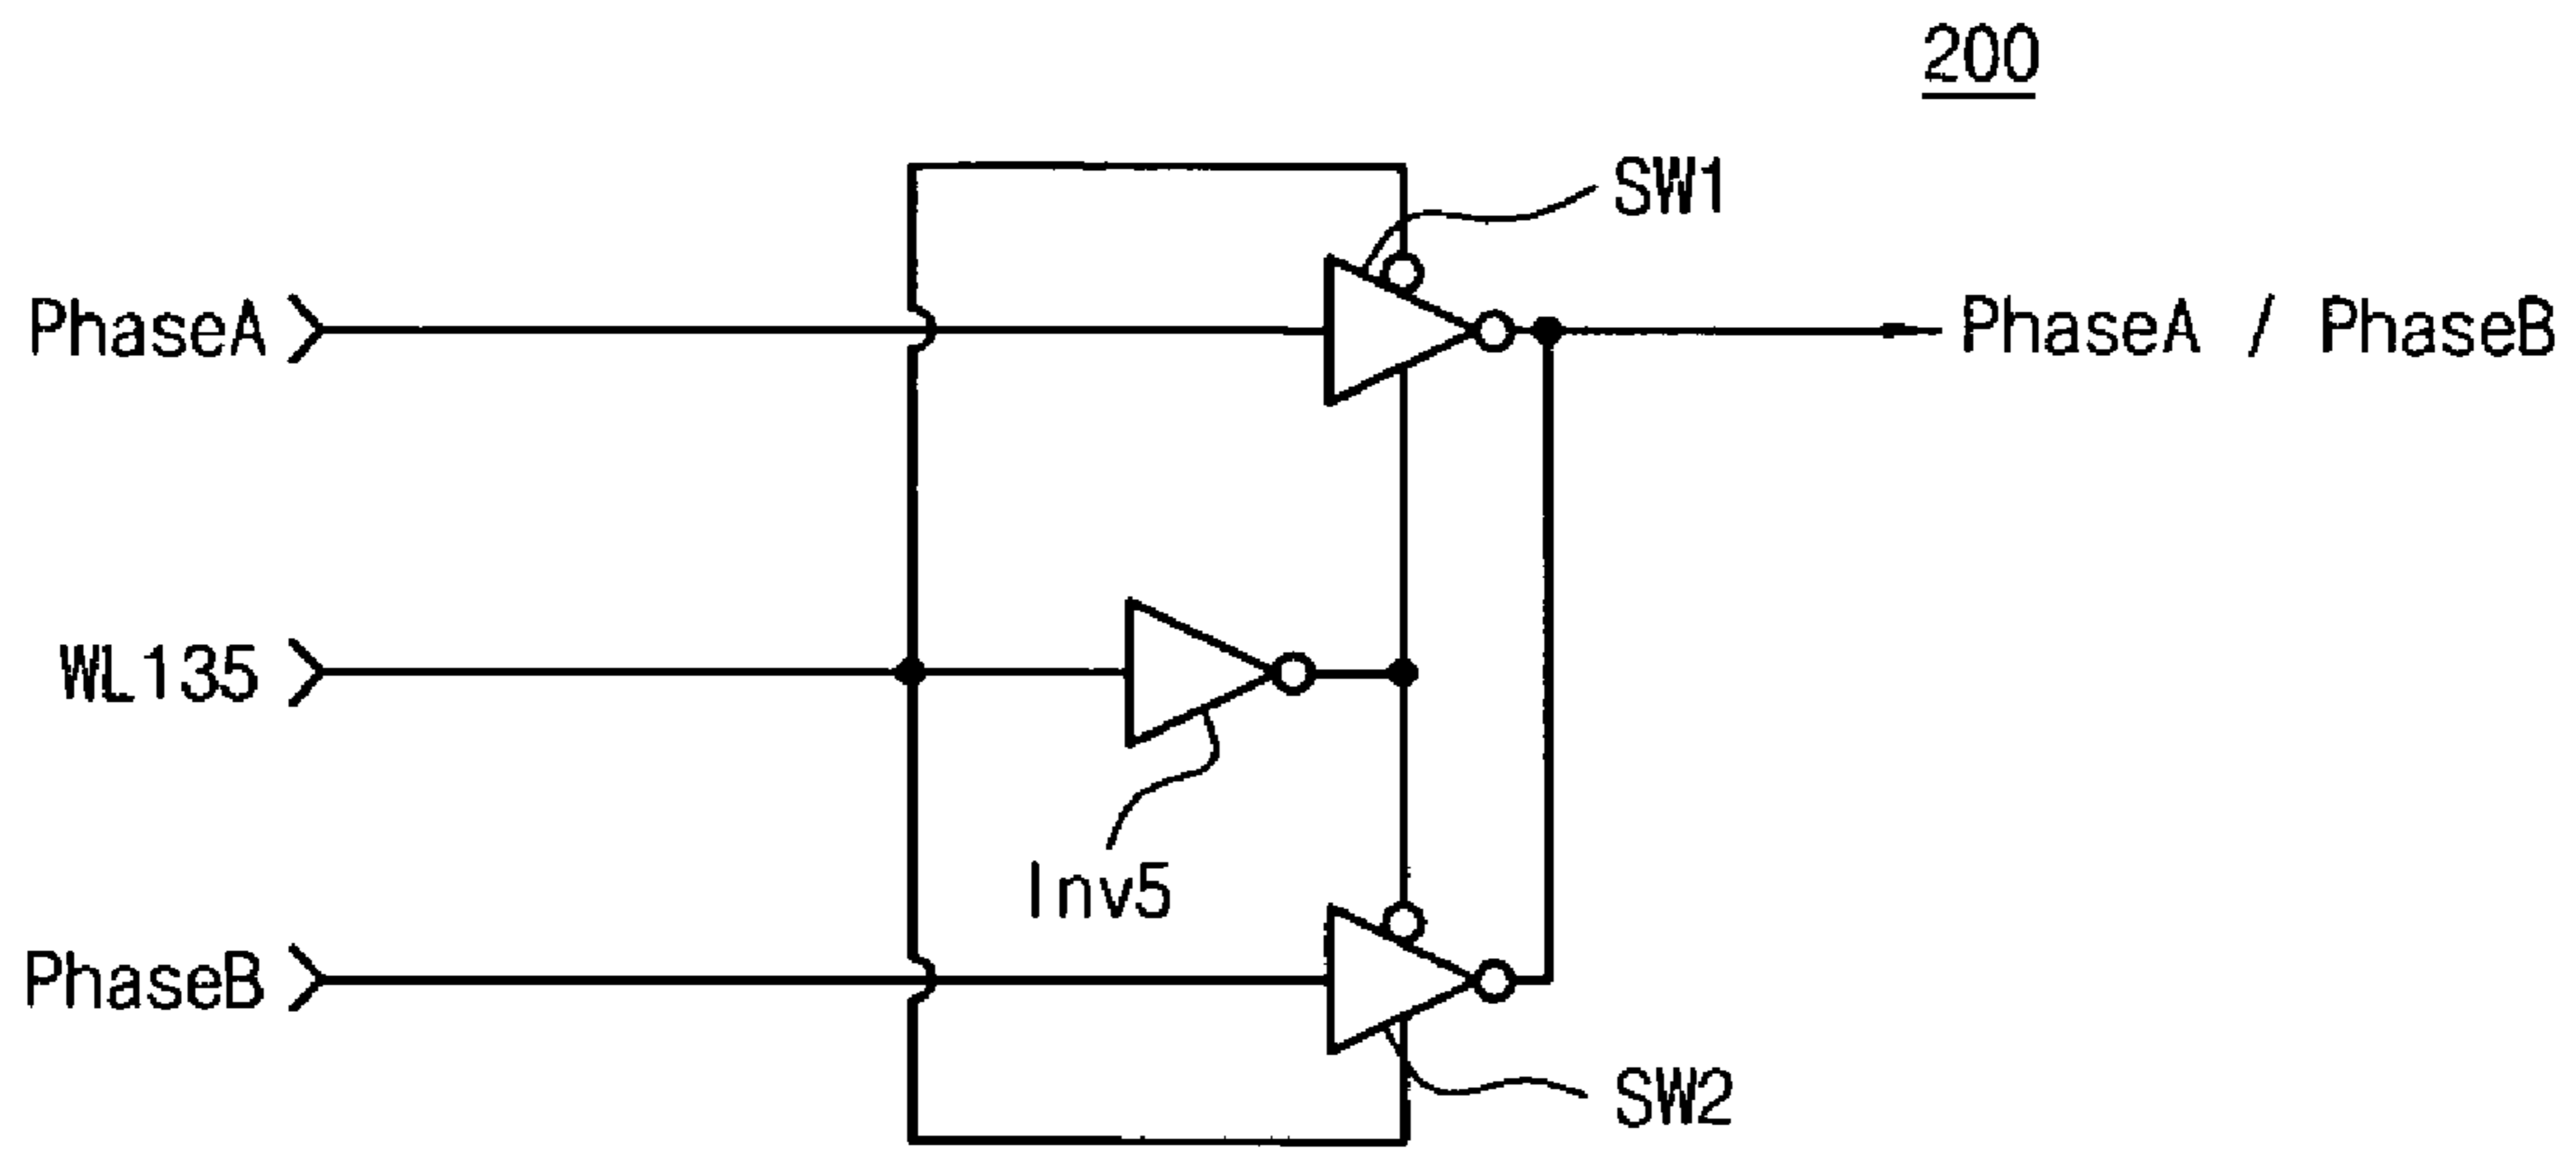 200
SW1
PhaseA
PhaseA / PhaseB
WL135
Inv5
PhaseB
SW2